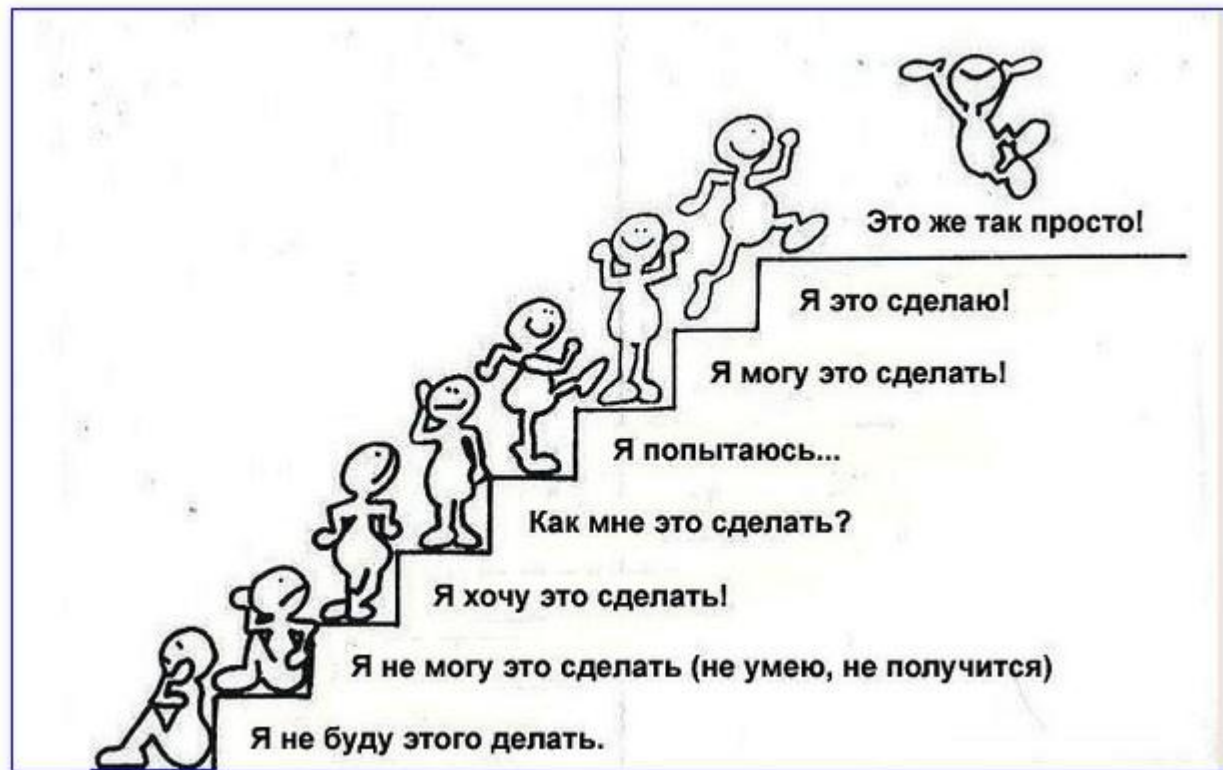 Это же так просто!
Я это сделаю!
Я могу это сделать!
Я попытаюсь...
Как мне это сделать?
Я хочу это сделать!
Я не могу это сделать (не умею, не получится)
Я не буду этого делать.